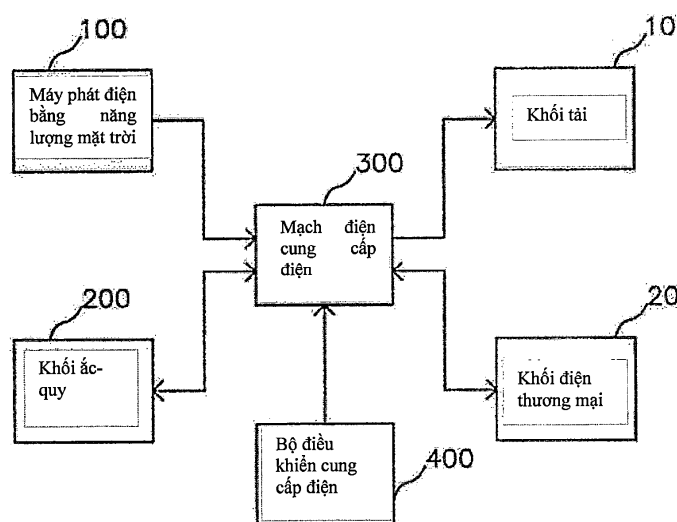 100
Máy phát điện
bằng năng
lượng mặt trời
10
Khối tải
300
Mạch điện
cung cấp
điện
200
Khối ắc-
quy
20
Khối điện
thương mại
Bộ điều
khiển cung
cấp điện
400